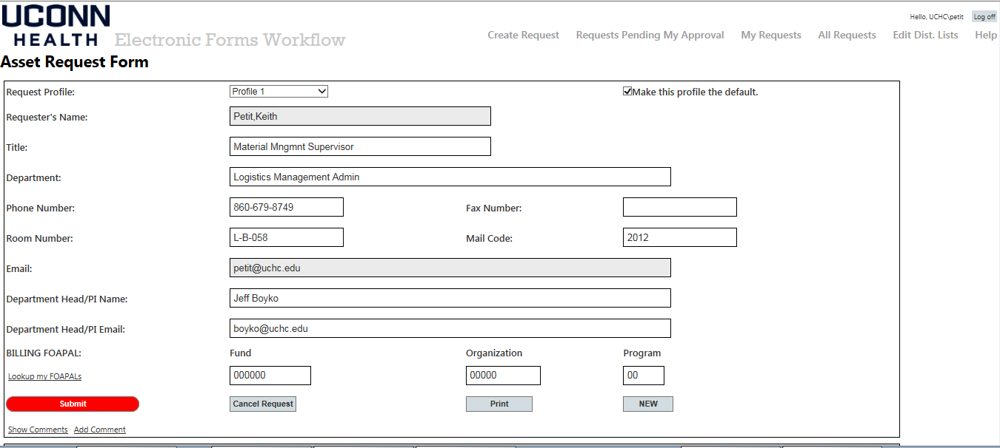 UCONN
HEALTH
Electronic Forms Workflow
Hello, UCHC\petit Log off
Create Request Requests Pending My Approval My Requests All Requests Edit Dist. Lists Help
Asset Request Form
Request Profile: Profile 1 Make this profile the default.
Requester's Name: Petit,Keith
Title: Material Mngmnt Supervisor
Department: Logistics Management Admin
Phone Number: 860-679-8749 Fax Number:
Room Number: L-B-058 Mail Code: 2012
Email: petit@uchc.edu
Department Head/PI Name: Jeff Boyko
Department Head/PI Email: boyko@uchc.edu
BILLING FOAPAL: Fund Organization Program
Lookup my FOAPALs 000000 00000 00
Submit Cancel Request Print NEW
Show Comments Add Comment